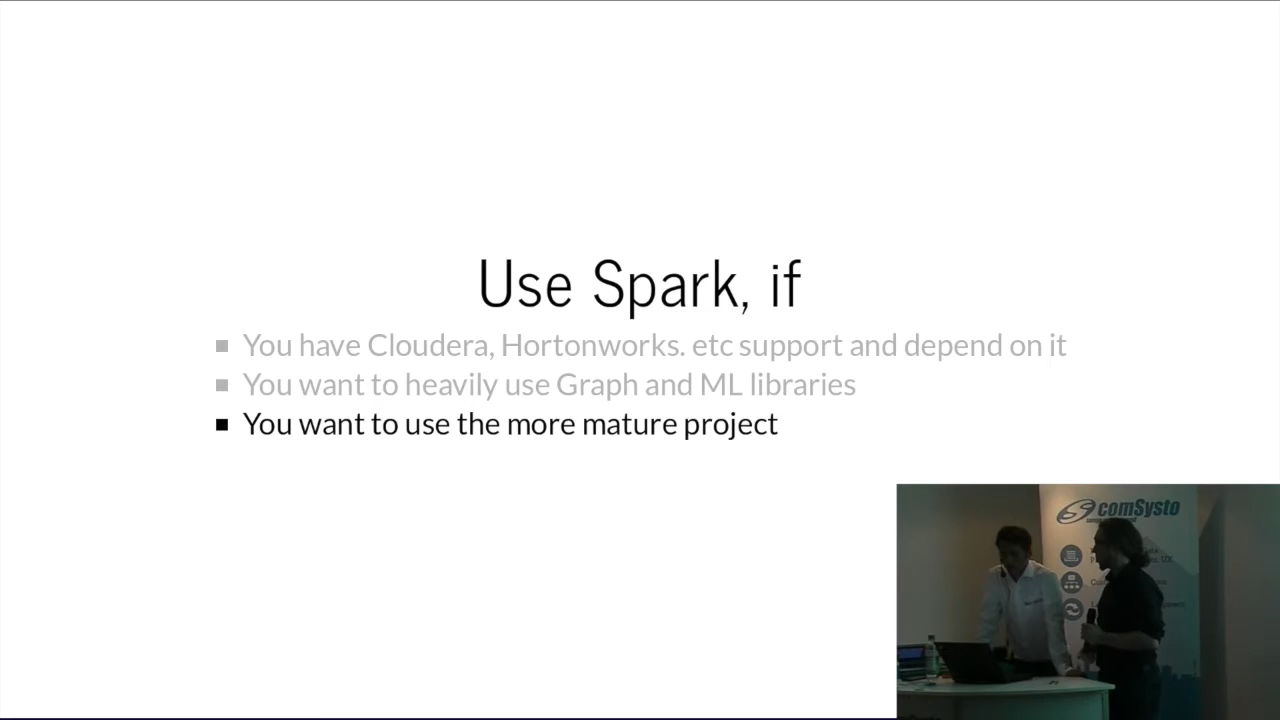 Use Spark, if
You have Cloudera, Hortonworks. etc support and depend on it
You want to heavily use Graph and ML libraries
You want to use the more mature project
comSysto